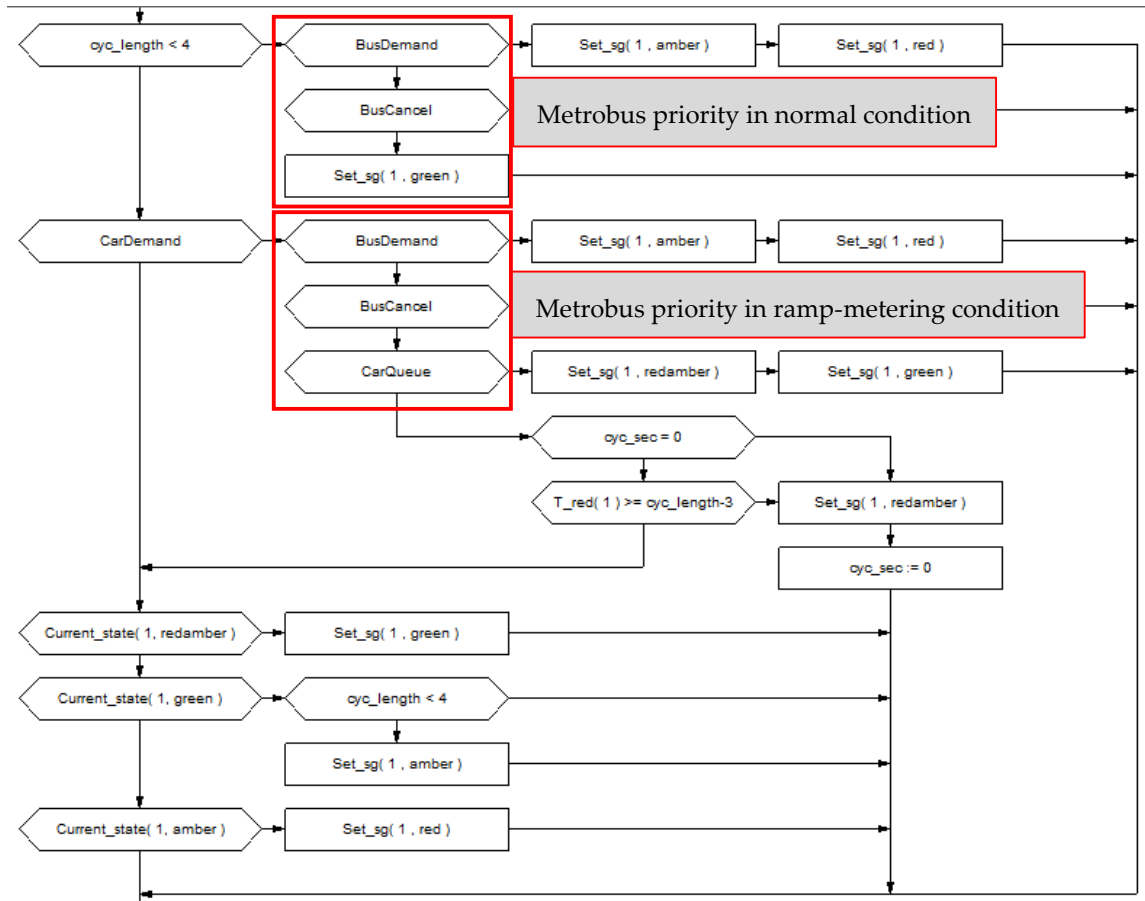 cyc_length < 4
BusDemand
Set_sg( 1 , amber )
Set_sg( 1 , red )
BusCancel
Metrobus priority in normal condition
Set_sg( 1 , green )
CarDemand
BusDemand
Set_sg( 1 , amber )
Set_sg( 1 , red )
BusCancel
Metrobus priority in ramp-metering condition
CarQueue
Set_sg( 1 , redamber )
Set_sg( 1 , green )
cyc_sec = 0
T_red( 1 ) >= cyc_length-3
Set_sg( 1 , redamber )
cyc_sec := 0
Current_state( 1, redamber )
Set_sg( 1 , green )
Current_state( 1, green )
cyc_length < 4
Set_sg( 1 , amber )
Current_state( 1, amber )
Set_sg( 1 , red )